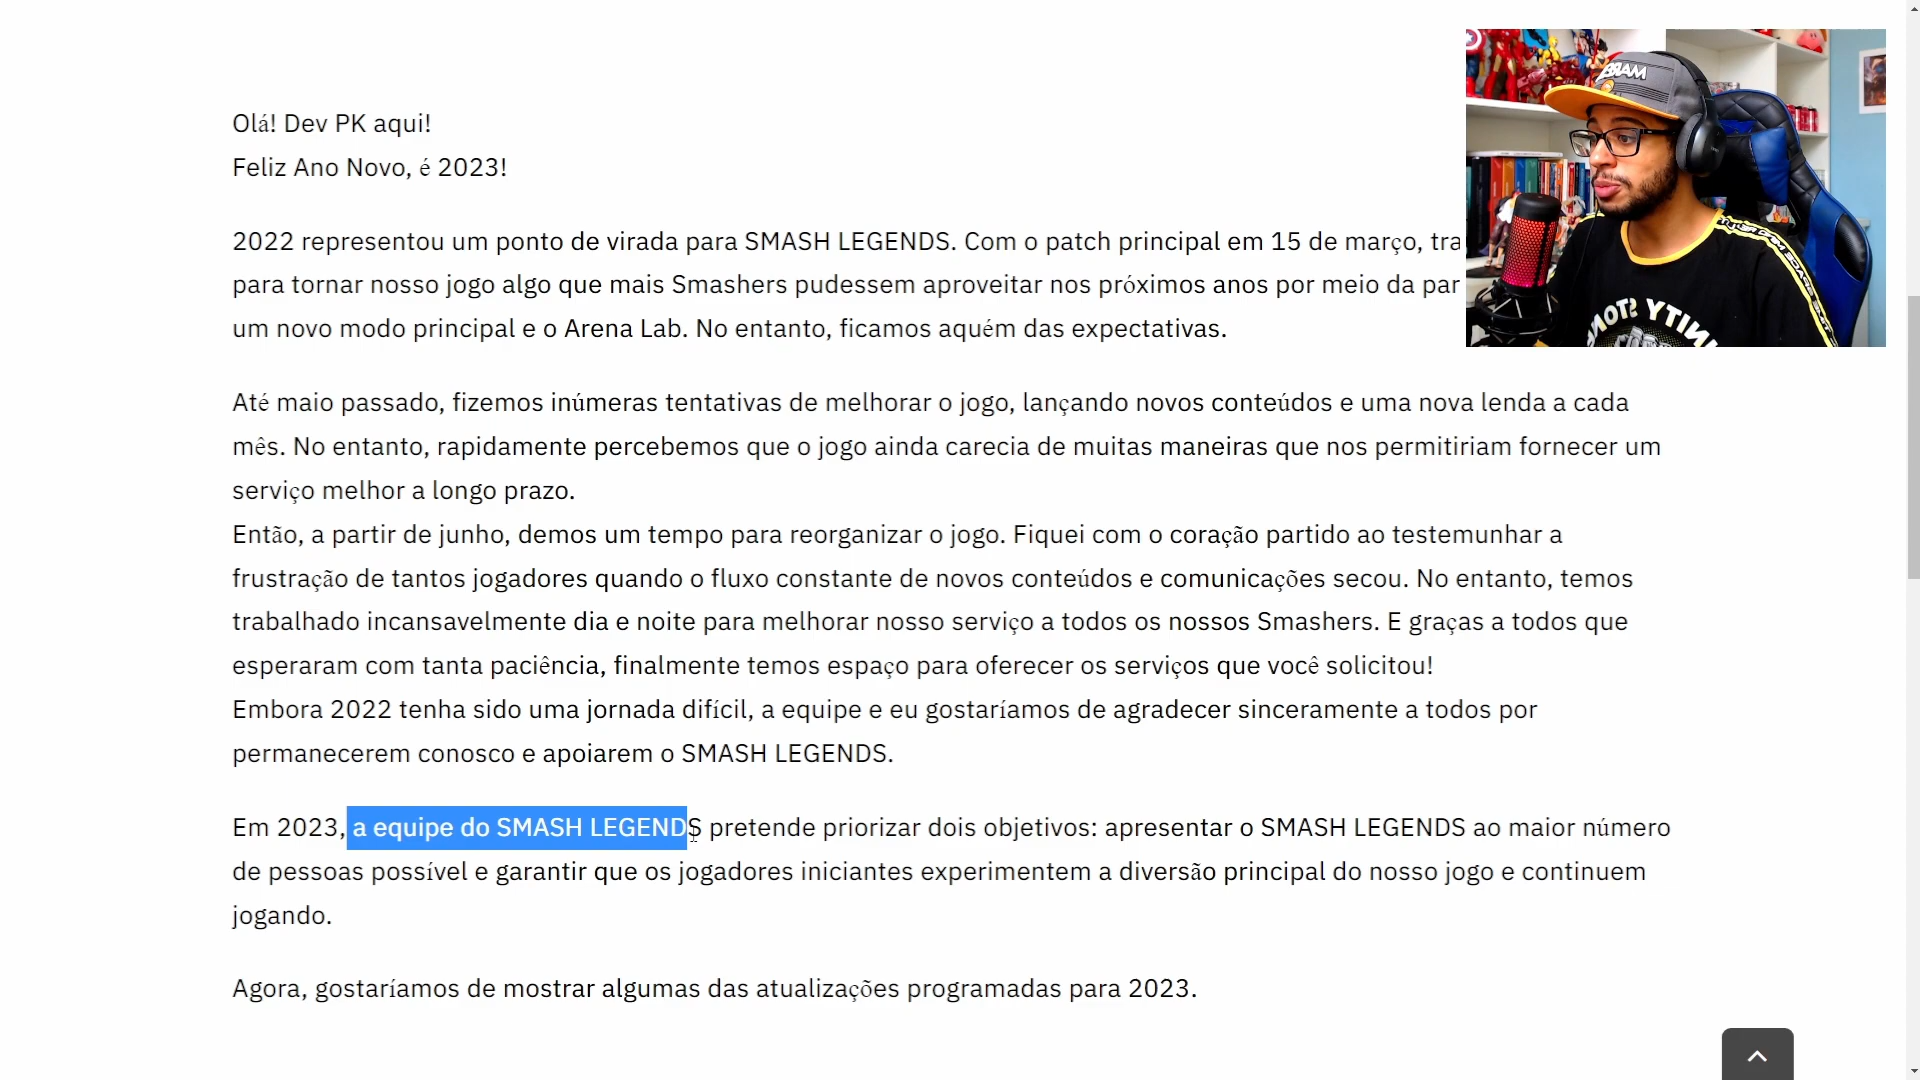 Olá! Dev PK aqui!
Feliz Ano Novo, é 2023!
2022 representou um ponto de virada para SMASH LEGENDS. Com o patch principal em 15 de março, tra
para tornar nosso jogo algo que mais Smashers pudessem aproveitar nos próximos anos por meio da par
um novo modo principal e o Arena Lab. No entanto, ficamos aquém das expectativas.
Até maio passado, fizemos inúmeras tentativas de melhorar o jogo, lançando novos conteúdos e uma nova lenda a cada
mês. No entanto, rapidamente percebemos que o jogo ainda carecia de muitas maneiras que nos permitiriam fornecer um
serviço melhor a longo prazo.
Então, a partir de junho, demos um tempo para reorganizar o jogo. Fiquei com o coração partido ao testemunhar a
frustração de tantos jogadores quando o fluxo constante de novos conteúdos e comunicações secou. No entanto, temos
trabalhado incansavelmente dia e noite para melhorar nosso serviço a todos os nossos Smashers. E graças a todos que
esperaram com tanta paciência, finalmente temos espaço para oferecer os serviços que você solicitou!
Embora 2022 tenha sido uma jornada difícil, a equipe e eu gostaríamos de agradecer sinceramente a todos por
permanecerem conosco e apoiarem o SMASH LEGENDS.
Em 2023, a equipe do SMASH LEGENDS pretende priorizar dois objetivos: apresentar o SMASH LEGENDS ao maior número
de pessoas possível e garantir que os jogadores iniciantes experimentem a diversão principal do nosso jogo e continuem
jogando.
Agora, gostaríamos de mostrar algumas das atualizações programadas para 2023.